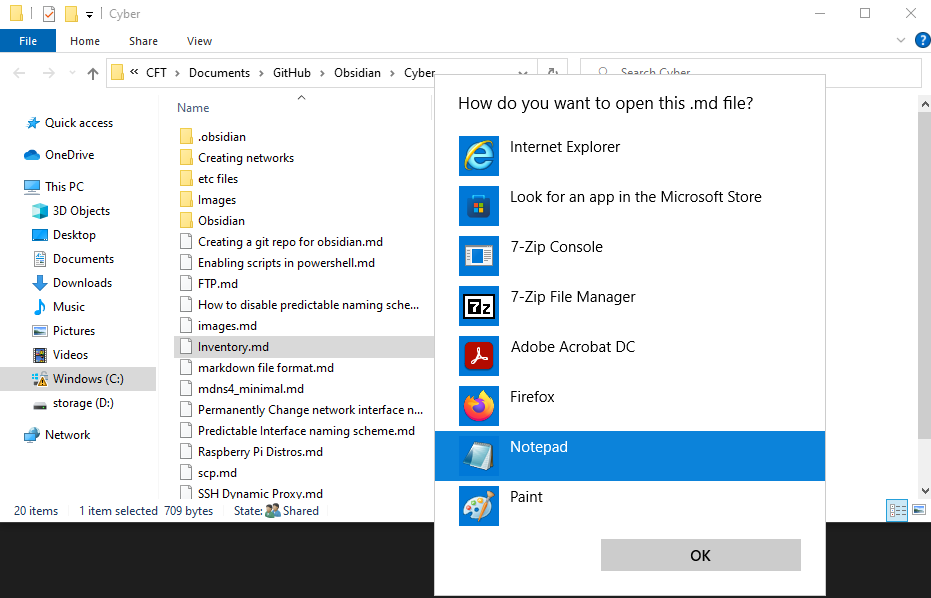 Cyber
File Home Share View
« CFT > Documents > GitHub > Obsidian > Cyber
Search Cyber
Name
Quick access
OneDrive
This PC
3D Objects
Desktop
Documents
Downloads
Music
Pictures
Videos
Windows (C:)
storage (D:)
Network
.obsidian
Creating networks
etc files
Images
Obsidian
Creating a git repo for obsidian.md
Enabling scripts in powershell.md
FTP.md
How to disable predictable naming sche...
images.md
Inventory.md
markdown file format.md
mdns4_minimal.md
Permanently Change network interface n...
Predictable Interface naming scheme.md
Raspberry Pi Distros.md
scp.md
SSH Dynamic Proxy.md
20 items 1 item selected 709 bytes State: Shared
How do you want to open this .md file?
Internet Explorer
Look for an app in the Microsoft Store
7-Zip Console
7-Zip File Manager
Adobe Acrobat DC
Firefox
Notepad
Paint
OK